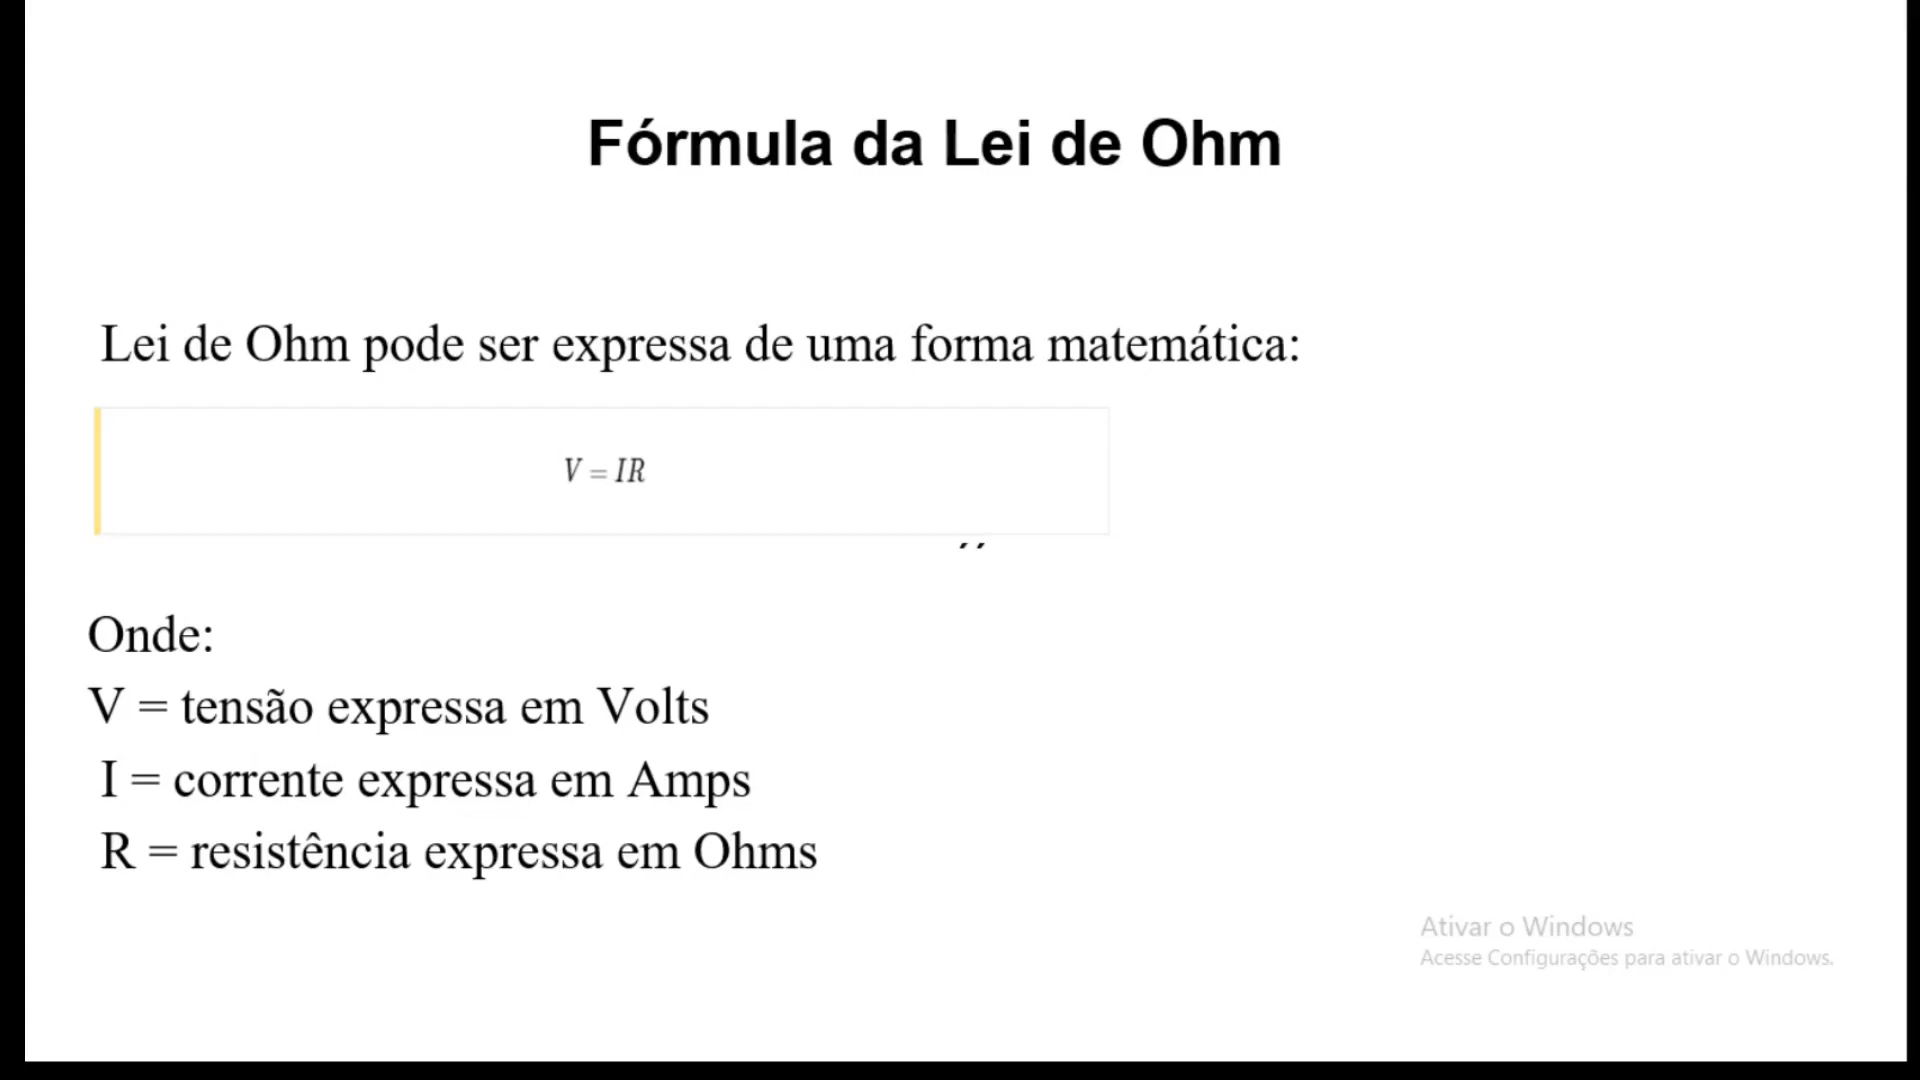 Fórmula da Lei de Ohm
Lei de Ohm pode ser expressa de uma forma matemática:
V = IR
Onde:
V = tensão expressa em Volts
I = corrente expressa em Amps
R = resistência expressa em Ohms
Ativar o Windows
Acesse Configurações para ativar o Windows.